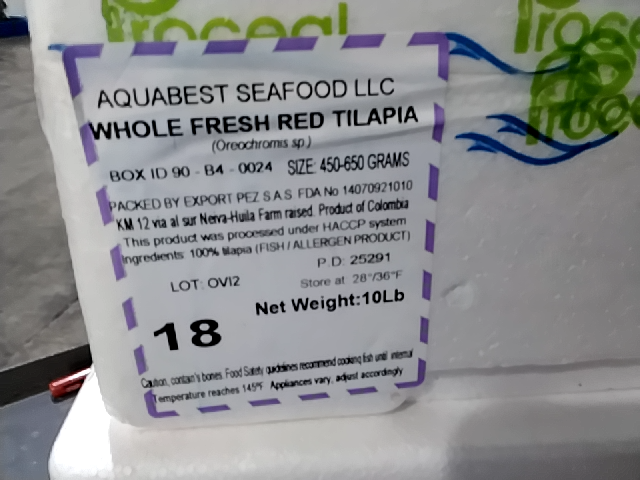 Proceal
Proce
Proce
AQUABEST SEAFOOD LLC
WHOLE FRESH RED TILAPIA
(Oreochromis sp.)
BOX ID 90 - B4 - 0024 SIZE: 450-650 GRAMS
PACKED BY EXPORT PEZ S.A.S FDA No 14070921010
KM 12 via al sur Neiva-Huila Farm raised. Product of Colombia
This product was processed under HACCP system
Ingredients: 100% tilapia (FISH / ALLERGEN PRODUCT)
P.D: 25291
LOT: OVI2
Store at 28°/36°F
Net Weight:10Lb
18
Caution, contain's bones. Food Safety guidelines recommend cooking fish until internal
Temperature reaches 145°F Appliances vary, adjust accordingly